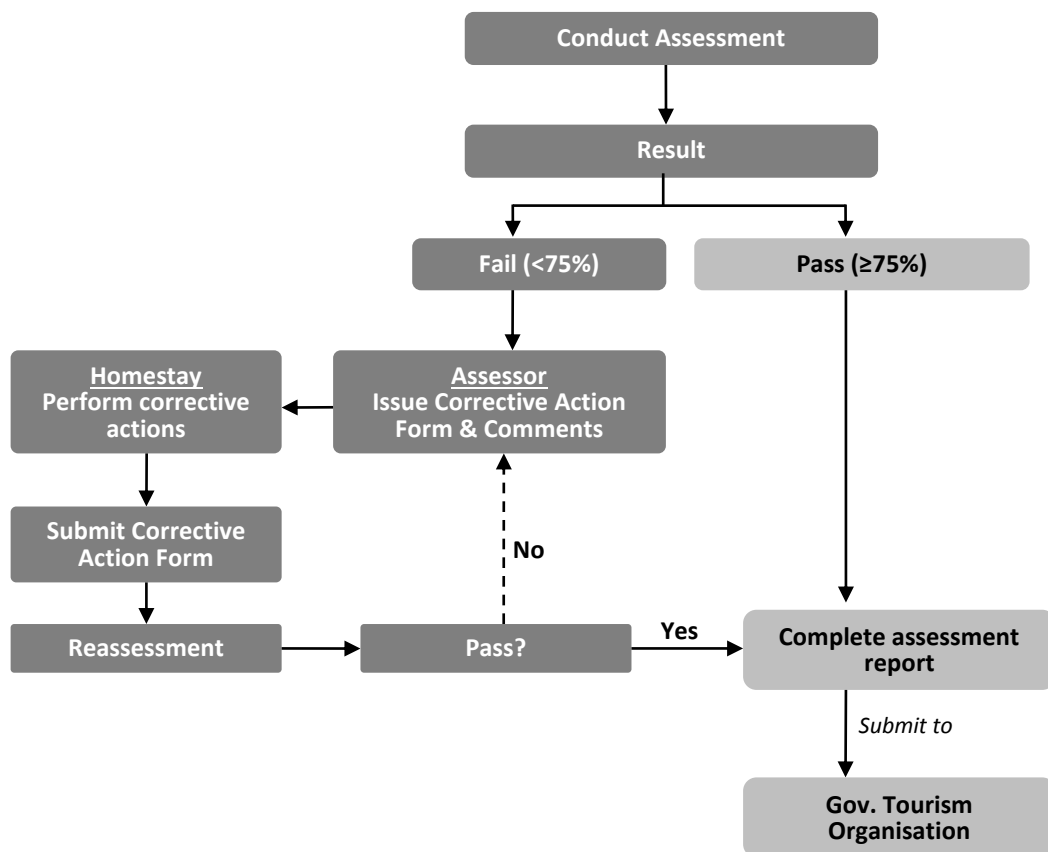 Conduct Assessment
Result
Fail (<75%)
Pass (≥75%)
Homestay
Perform corrective
actions
Assessor
Issue Corrective Action
Form & Comments
Submit Corrective
Action Form
No
Reassessment
Pass?
Yes
Complete assessment
report
Submit to
Gov. Tourism
Organisation